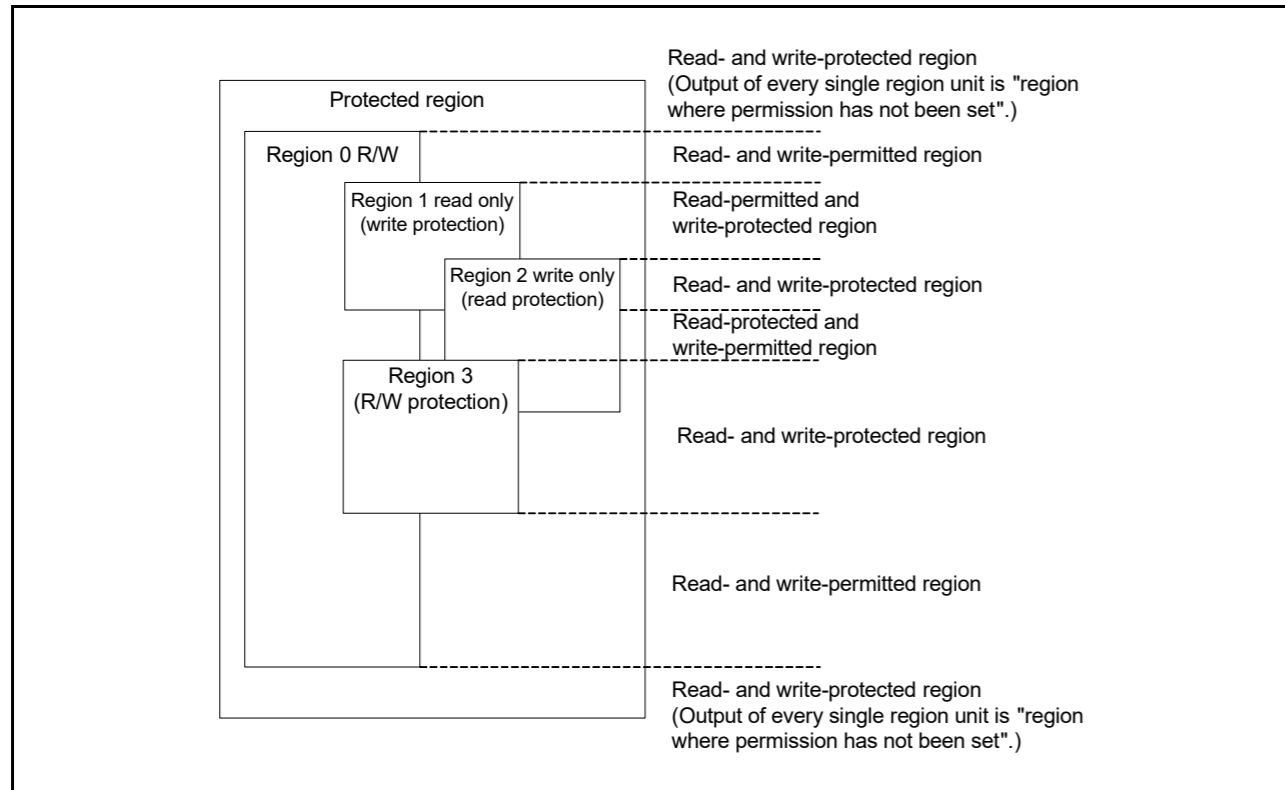 Read- and write-protected region
(Output of every single region unit is "region
where permission has not been set".)
Protected region
Region 0 R/W
Read- and write-permitted region
Region 1 read only
(write protection)
Read-permitted and
write-protected region
Region 2 write only
(read protection)
Read- and write-protected region
Read-protected and
write-permitted region
Region 3
(R/W protection)
Read- and write-protected region
Read- and write-permitted region
Read- and write-protected region
(Output of every single region unit is "region
where permission has not been set".)